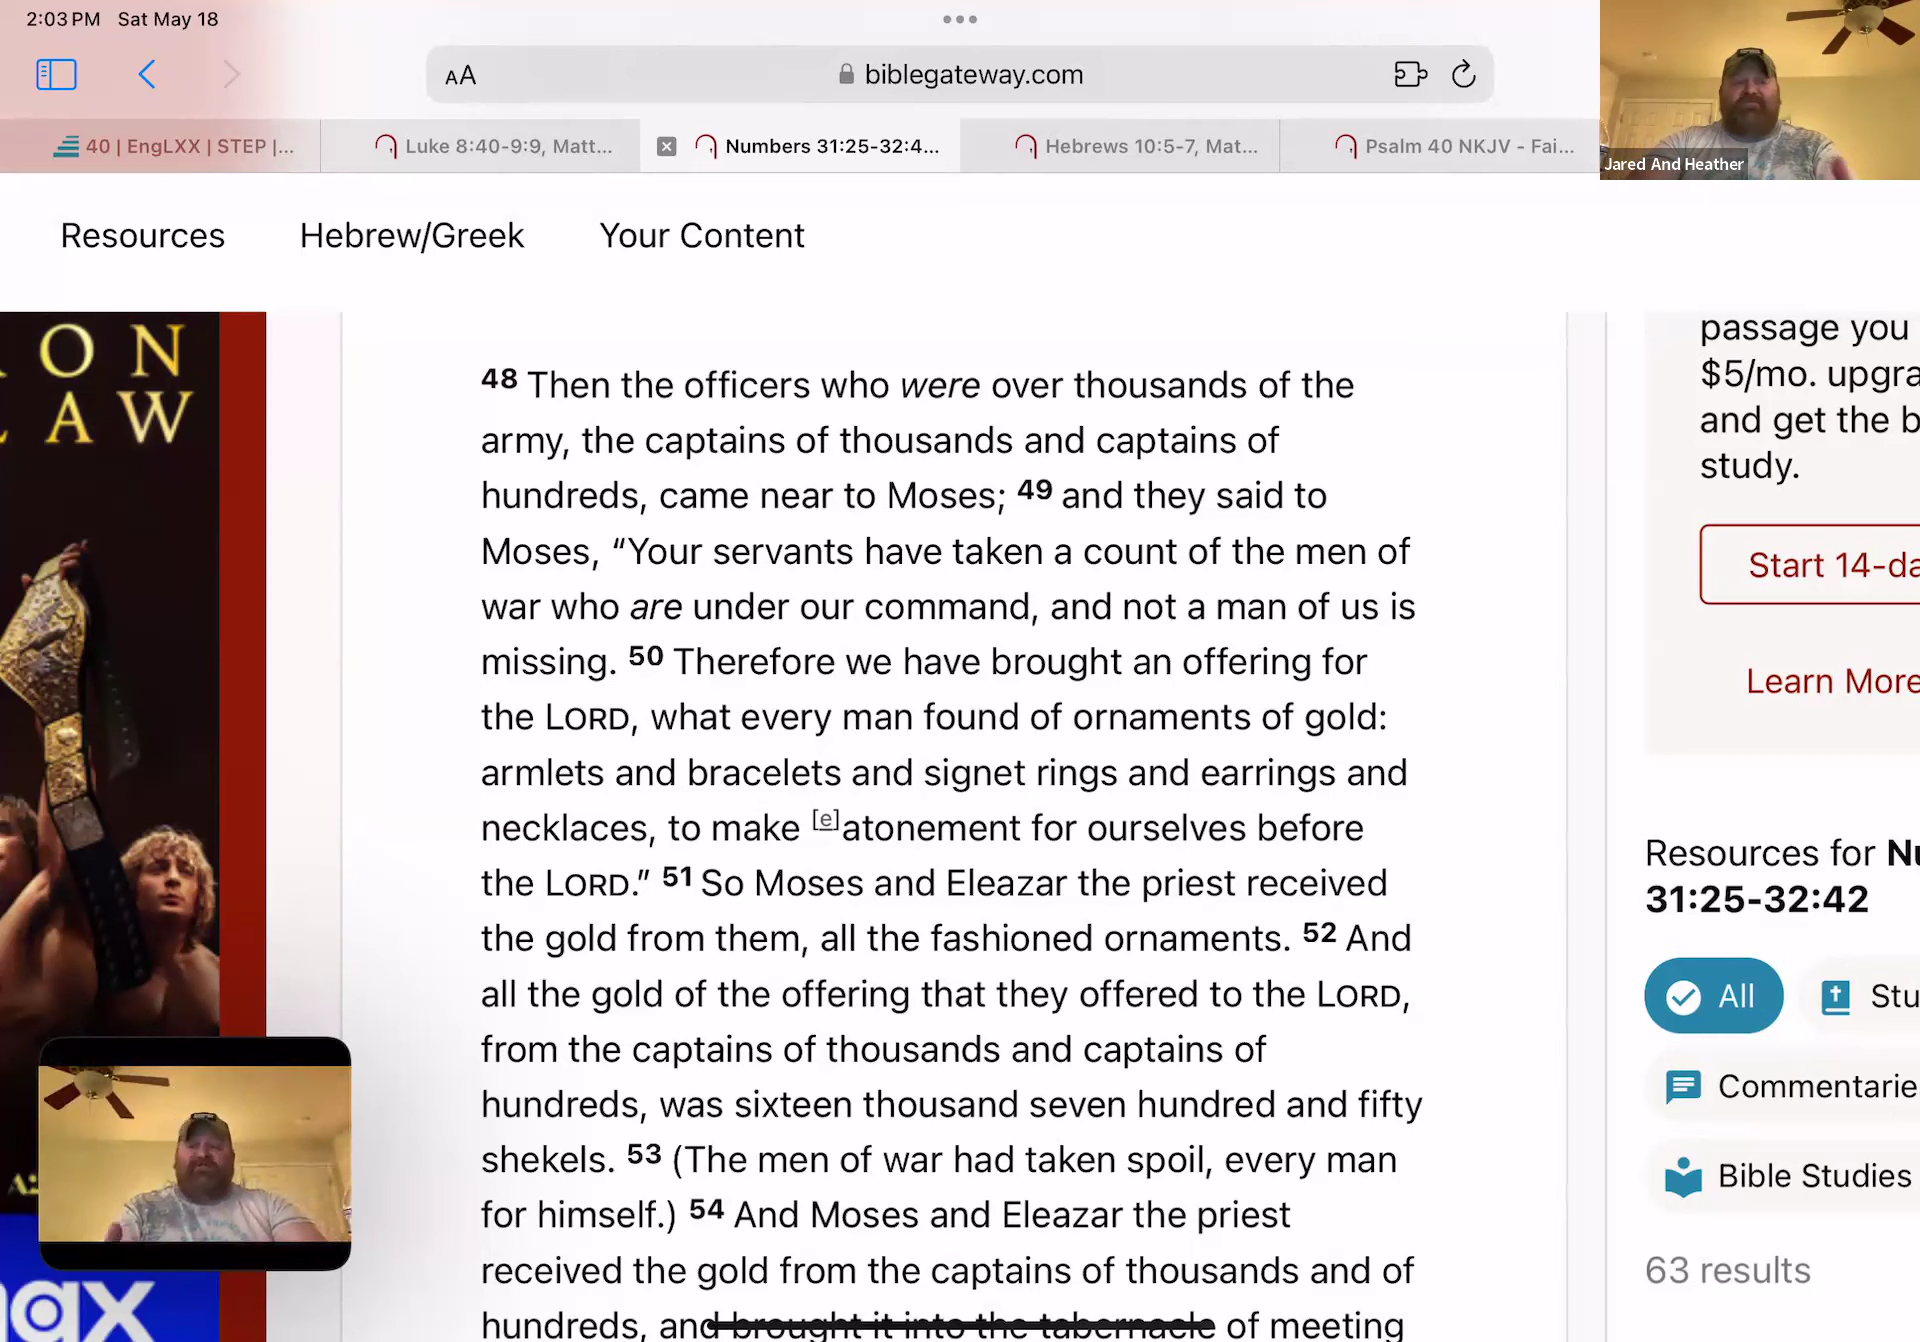 2:03 PM Sat May 18
AA biblegateway.com
40 | EngLXX | STEP |...
Luke 8:40-9:9, Matt...
Numbers 31:25-32:4...
Hebrews 10:5-7, Mat...
Psalm 40 NKJV - Fai...
Jared And Heather
Resources Hebrew/Greek Your Content
ON
LAW
48 Then the officers who were over thousands of the
army, the captains of thousands and captains of
hundreds, came near to Moses; 49 and they said to
Moses, “Your servants have taken a count of the men of
war who are under our command, and not a man of us is
missing. 50 Therefore we have brought an offering for
the LORD, what every man found of ornaments of gold:
armlets and bracelets and signet rings and earrings and
necklaces, to make [e]atonement for ourselves before
the LORD.” 51 So Moses and Eleazar the priest received
the gold from them, all the fashioned ornaments. 52 And
all the gold of the offering that they offered to the LORD,
from the captains of thousands and captains of
hundreds, was sixteen thousand seven hundred and fifty
shekels. 53 (The men of war had taken spoil, every man
for himself.) 54 And Moses and Eleazar the priest
received the gold from the captains of thousands and of
hundreds, and brought it into the tabernacle of meeting
passage you
$5/mo. upgra
and get the b
study.
Start 14-da
Learn More
Resources for Nu
31:25-32:42
All
Stu
Commentarie
Bible Studies
63 results